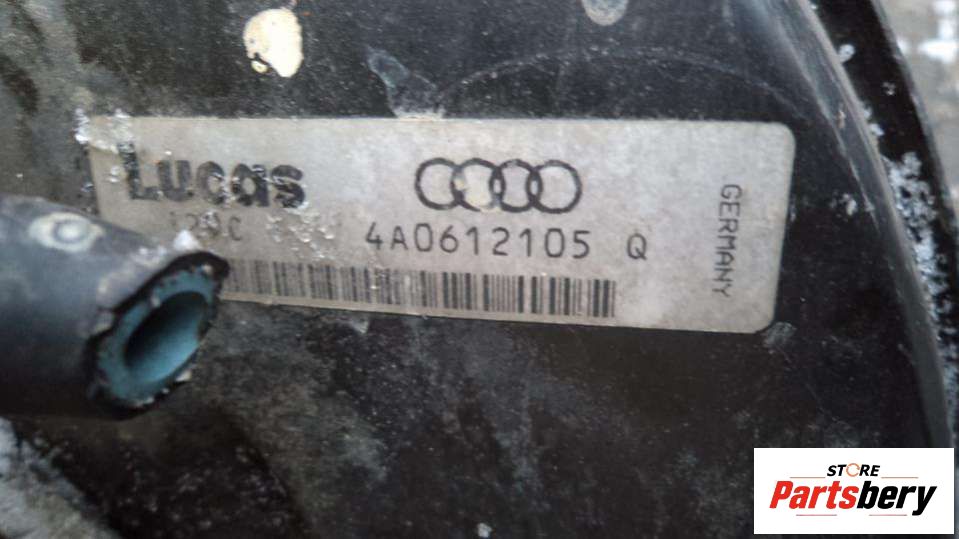 Lucas
4A0612105 Q
GERMANY
STORE
Partsbery